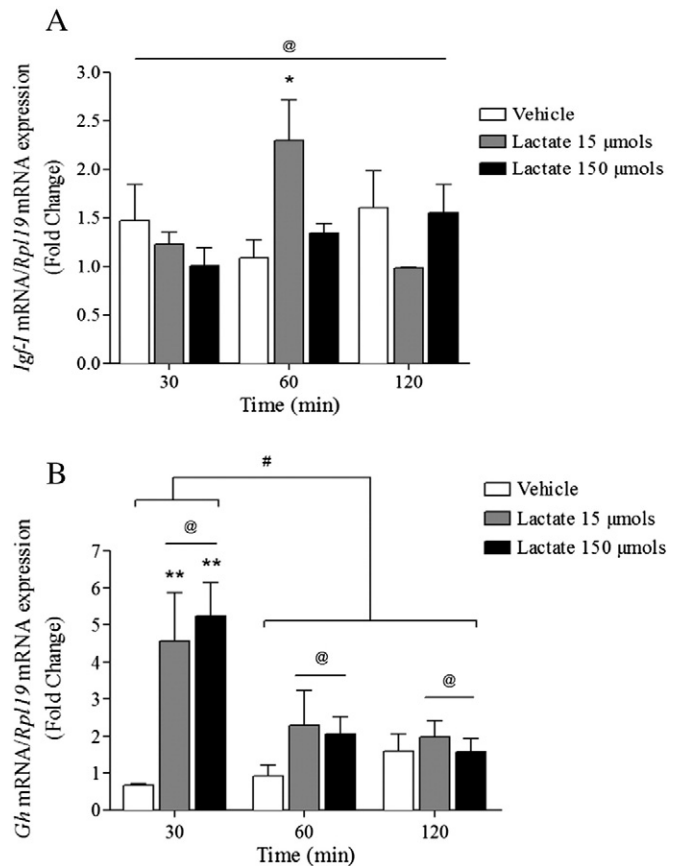 A
@
*
3.0
2.5
2.0
1.5
1.0
0.5
0.0
Igf-I mRNA/Rpl19 mRNA expression
(Fold Change)
30 60 120
Time (min)
Vehicle
Lactate 15 μmols
Lactate 150 μmols
B
#
@
** **
@ @
7
6
5
4
3
2
1
0
Gh mRNA/Rpl19 mRNA expression
(Fold Change)
30 60 120
Time (min)
Vehicle
Lactate 15 μmols
Lactate 150 μmols